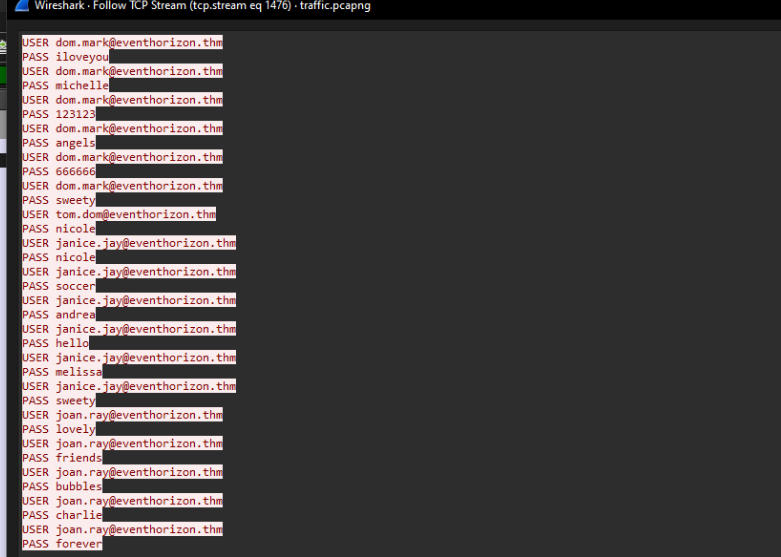 Wireshark · Follow TCP Stream (tcp.stream eq 1476) · traffic.pcapng
USER dom.mark@eventhorizon.thm
PASS iloveyou
USER dom.mark@eventhorizon.thm
PASS michelle
USER dom.mark@eventhorizon.thm
PASS 123123
USER dom.mark@eventhorizon.thm
PASS angels
USER dom.mark@eventhorizon.thm
PASS 666666
USER dom.mark@eventhorizon.thm
PASS sweety
USER tom.dom@eventhorizon.thm
PASS nicole
USER janice.jay@eventhorizon.thm
PASS nicole
USER janice.jay@eventhorizon.thm
PASS soccer
USER janice.jay@eventhorizon.thm
PASS andrea
USER janice.jay@eventhorizon.thm
PASS hello
USER janice.jay@eventhorizon.thm
PASS melissa
USER janice.jay@eventhorizon.thm
PASS sweety
USER joan.ray@eventhorizon.thm
PASS lovely
USER joan.ray@eventhorizon.thm
PASS friends
USER joan.ray@eventhorizon.thm
PASS bubbles
USER joan.ray@eventhorizon.thm
PASS charlie
USER joan.ray@eventhorizon.thm
PASS forever